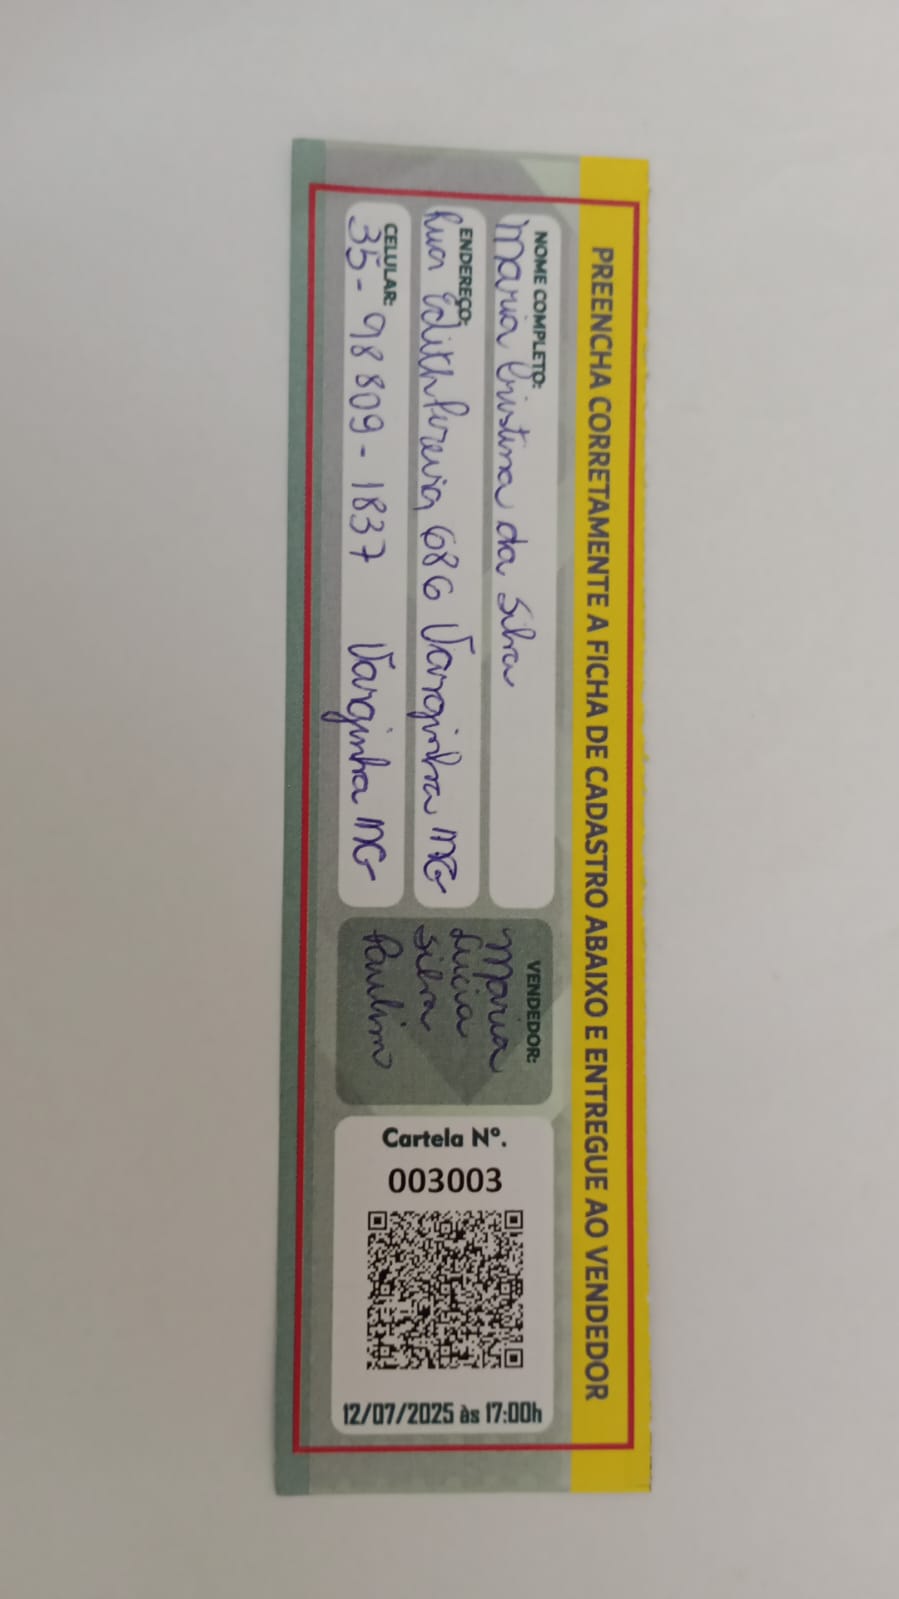 PREENCHA CORRETAMENTE A FICHA DE CADASTRO ABAIXO E ENTREGUE AO VENDEDOR
NOME COMPLETO:
Maria Cristina da Silva
ENDEREÇO:
Rua Edith Pereira 686 Varginha MG
CELULAR:
35- 98809-1837 Varginha MG
VENDEDOR:
Maria
Lucia
Silva
Paulino
Cartela Nº.
003003
12/07/2025 às 17:00h